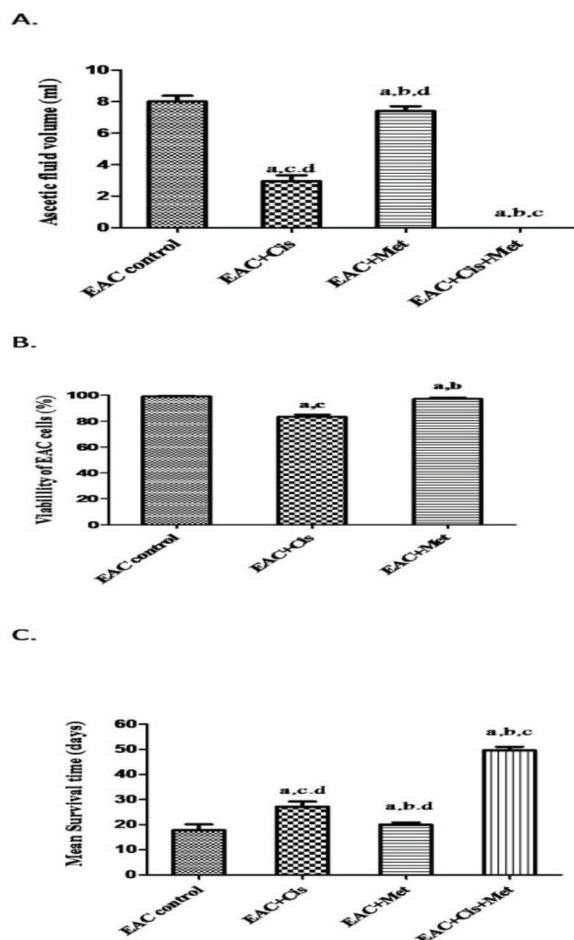 A.
Ascetic fluid volume (ml)
10
8
6
4
2
0
a,c.d
a,b,d
a,b,c
EAC control
EAC+Cis
EAC+Met
EAC+Cis+Met
B.
Viabillity of EAC cells (%)
100
80
60
40
20
0
a,c
a,b
EAC control
EAC+Cis
EAC+Met
C.
Mean Survival time (days)
60
50
40
30
20
10
0
a,c.d
a,b.d
a,b,c
EAC control
EAC+Cis
EAC+Met
EAC+Cis+Met